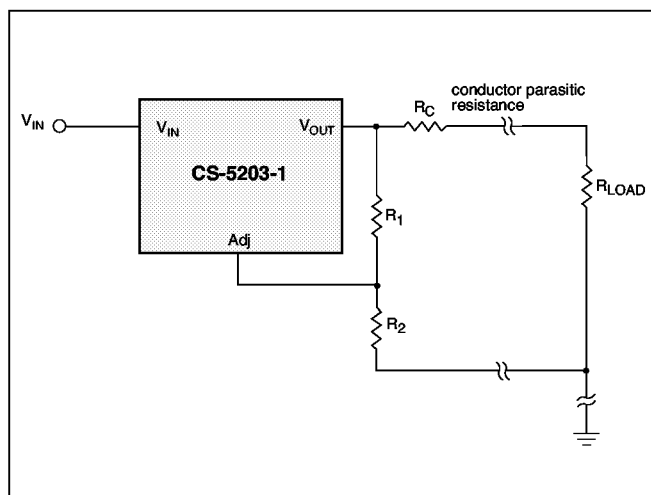 conductor parasitic
resistance
R_C
V_IN
V_IN
V_OUT
CS-5203-1
R_LOAD
R_1
Adj
R_2